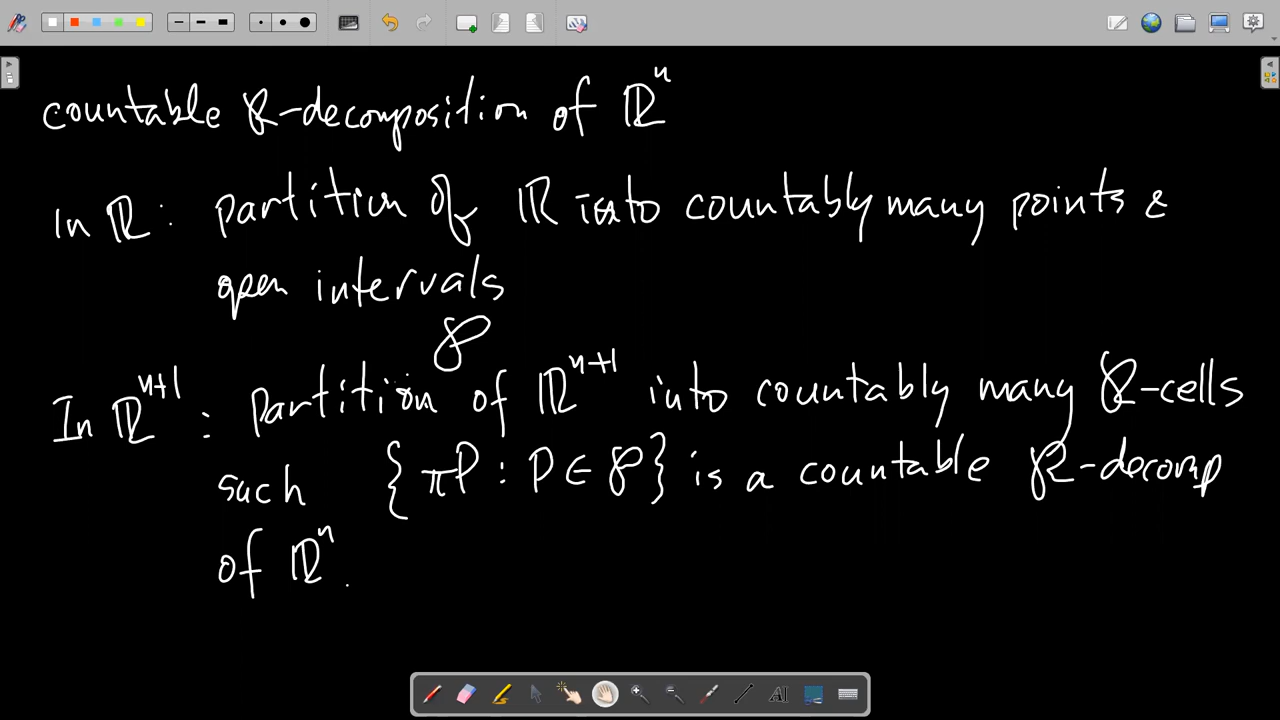 countable ℛ-decomposition of ℝⁿ
In ℝ: partition of ℝ into countably many points &
open intervals
𝒫
In ℝⁿ⁺¹: partition of ℝⁿ⁺¹ into countably many ℛ-cells
such {πP : P ∈ 𝒫} is a countable ℛ-decomp
of ℝⁿ.